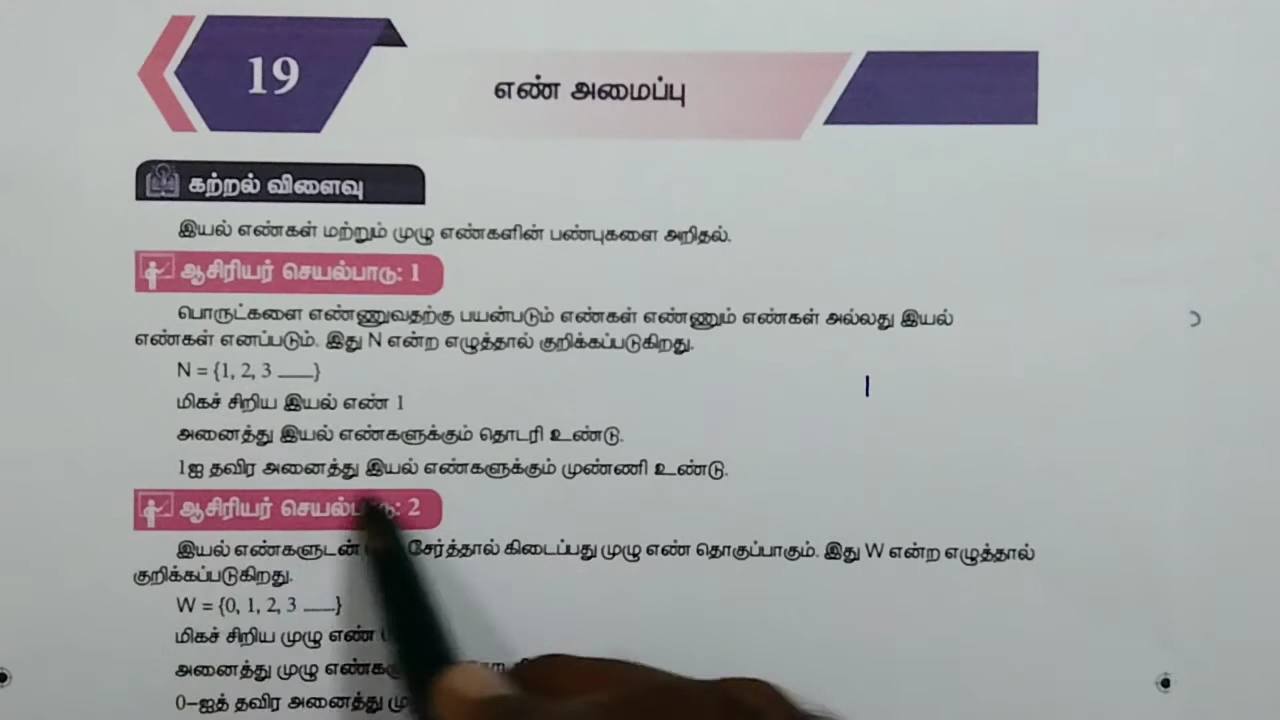 19
எண் அமைப்பு
கற்றல் விளைவு
இயல் எண்கள் மற்றும் முழு எண்களின் பண்புகளை அறிதல்.
ஆசிரியர் செயல்பாடு: 1
பொருட்களை எண்ணுவதற்கு பயன்படும் எண்கள் எண்ணும் எண்கள் அல்லது இயல்
எண்கள் எனப்படும். இது N என்ற எழுத்தால் குறிக்கப்படுகிறது.
N = {1, 2, 3 ____}
மிகச் சிறிய இயல் எண் 1
அனைத்து இயல் எண்களுக்கும் தொடரி உண்டு.
1ஐ தவிர அனைத்து இயல் எண்களுக்கும் முண்ணி உண்டு.
ஆசிரியர் செயல்பாடு: 2
இயல் எண்களுடன் சேர்த்தால் கிடைப்பது முழு எண் தொகுப்பாகும். இது W என்ற எழுத்தால்
குறிக்கப்படுகிறது.
W = {0, 1, 2, 3 ____}
மிகச் சிறிய முழு எண்
அனைத்து முழு
0–ஐத் தவிர அனைத்து